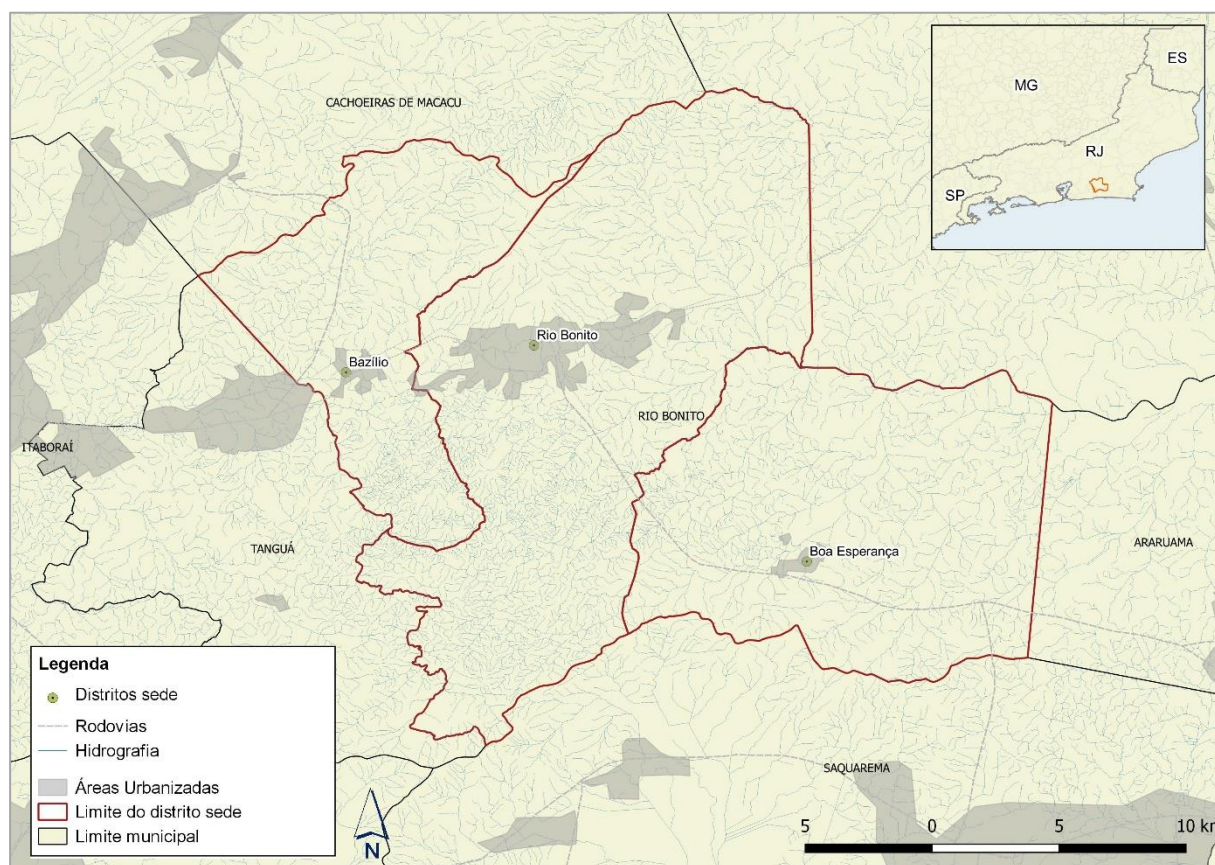 CACHOEIRAS DE MACACU
MG
ES
RJ
SP
Rio Bonito
Bazílio
RIO BONITO
ITABORAÍ
TANGUÁ
ARARUAMA
Boa Esperança
SAQUAREMA
Legenda
Distritos sede
Rodovias
Hidrografia
Áreas Urbanizadas
Limite do distrito sede
Limite municipal
N
5 0 5 10 km